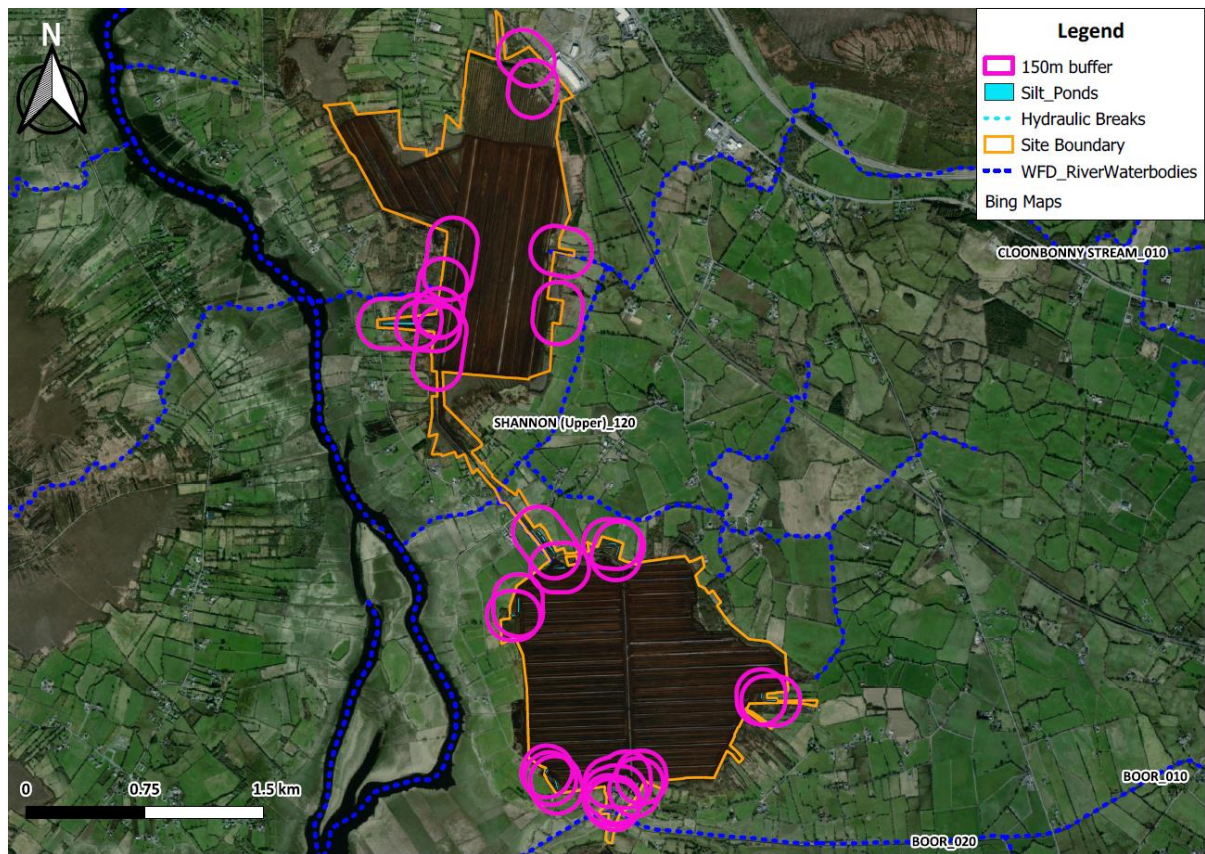 N
Legend
150m buffer
Silt_Ponds
Hydraulic Breaks
Site Boundary
WFD_RiverWaterbodies
Bing Maps
CLOONBONNY STREAM_010
SHANNON (Upper)_120
BOOR_010
BOOR_020
0 0.75 1.5 km